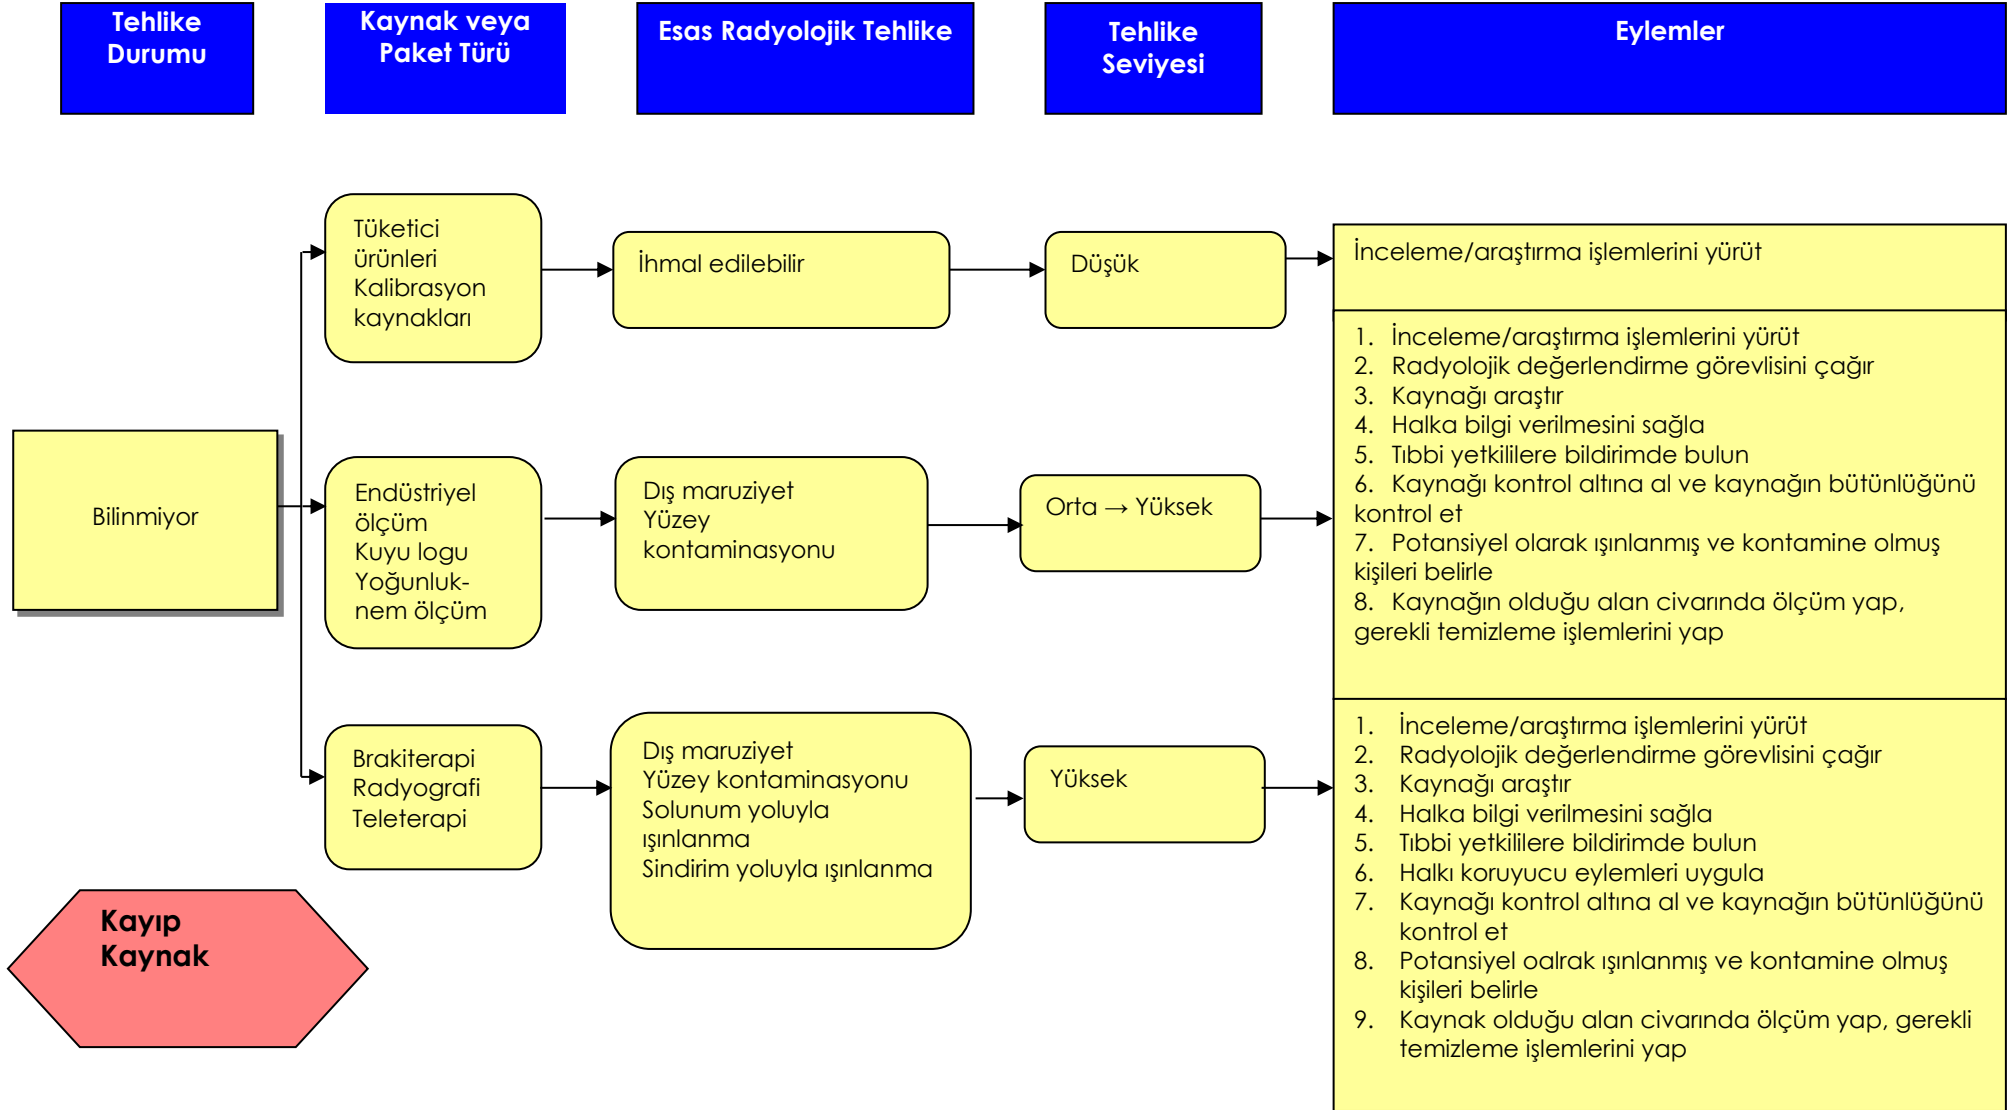 Tehlike
Durumu
Kaynak veya
Paket Türü
Esas Radyolojik Tehlike
Tehlike
Seviyesi
Eylemler
Tüketici
ürünleri
Kalibrasyon
kaynakları
İhmal edilebilir
Düşük
İnceleme/araştırma işlemlerini yürüt
Bilinmiyor
Endüstriyel
ölçüm
Kuyu logu
Yoğunluk-
nem ölçüm
Dış maruziyet
Yüzey
kontaminasyonu
Orta → Yüksek
1. İnceleme/araştırma işlemlerini yürüt
2. Radyolojik değerlendirme görevlisini çağır
3. Kaynağı araştır
4. Halka bilgi verilmesini sağla
5. Tıbbi yetkililere bildirimde bulun
6. Kaynağı kontrol altına al ve kaynağın bütünlüğünü
kontrol et
7. Potansiyel olarak ışınlanmış ve kontamine olmuş
kişileri belirle
8. Kaynağın olduğu alan civarında ölçüm yap,
gerekli temizleme işlemlerini yap
Brakiterapi
Radyografi
Teleterapi
Dış maruziyet
Yüzey kontaminasyonu
Solunum yoluyla
ışınlanma
Sindirim yoluyla ışınlanma
Yüksek
1. İnceleme/araştırma işlemlerini yürüt
2. Radyolojik değerlendirme görevlisini çağır
3. Kaynağı araştır
4. Halka bilgi verilmesini sağla
5. Tıbbi yetkililere bildirimde bulun
6. Halkı koruyucu eylemleri uygula
7. Kaynağı kontrol altına al ve kaynağın bütünlüğünü
kontrol et
8. Potansiyel oalrak ışınlanmış ve kontamine olmuş
kişileri belirle
9. Kaynak olduğu alan civarında ölçüm yap, gerekli
temizleme işlemlerini yap
Kayıp
Kaynak